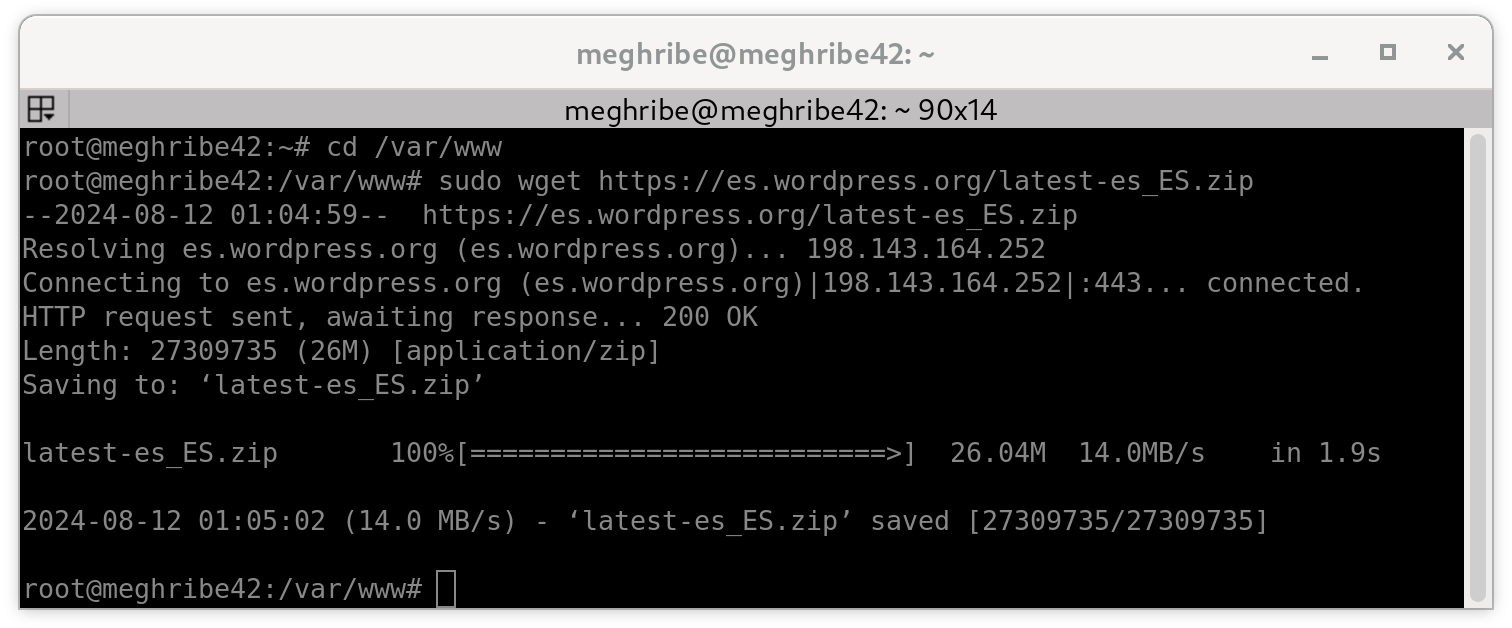 meghribe@meghribe42: ~
meghribe@meghribe42: ~ 90x14
root@meghribe42:~# cd /var/www
root@meghribe42:/var/www# sudo wget https://es.wordpress.org/latest-es_ES.zip
--2024-08-12 01:04:59--  https://es.wordpress.org/latest-es_ES.zip
Resolving es.wordpress.org (es.wordpress.org)... 198.143.164.252
Connecting to es.wordpress.org (es.wordpress.org)|198.143.164.252|:443... connected.
HTTP request sent, awaiting response... 200 OK
Length: 27309735 (26M) [application/zip]
Saving to: ‘latest-es_ES.zip’
latest-es_ES.zip       100%[==========================>]  26.04M  14.0MB/s    in 1.9s
2024-08-12 01:05:02 (14.0 MB/s) - ‘latest-es_ES.zip’ saved [27309735/27309735]
root@meghribe42:/var/www#